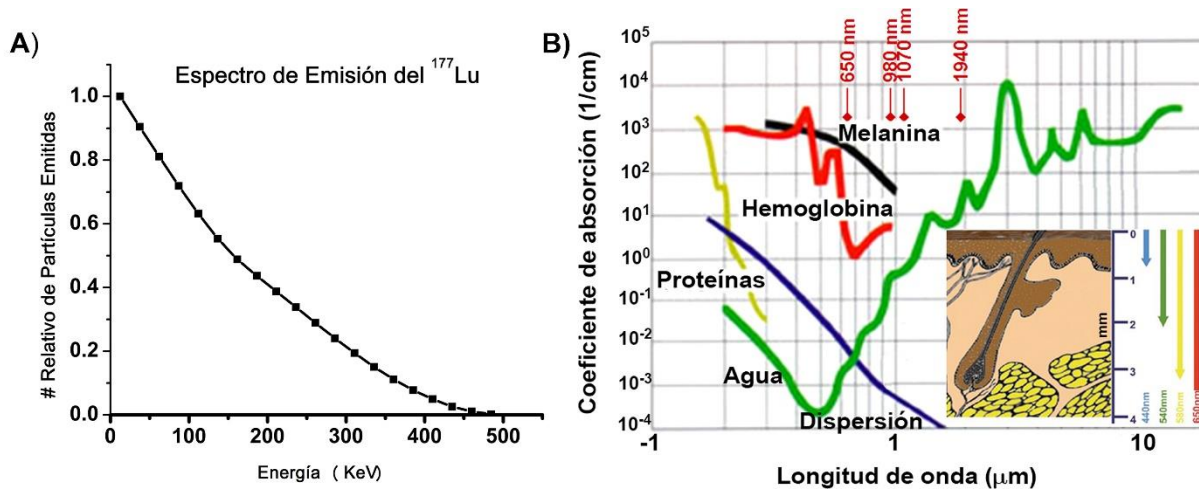 A)
Espectro de Emisión del ¹⁷⁷Lu
# Relativo de Partículas Emitidas
1.0
0.8
0.6
0.4
0.2
0.0
0
100
200
300
400
500
Energía ( KeV)
B)
650 nm
980 nm
1070 nm
1940 nm
Coeficiente de absorción (1/cm)
10⁵
10⁴
10³
10²
10¹
10⁰
10⁻¹
10⁻²
10⁻³
10⁻⁴
Melanina
Hemoglobina
Proteínas
Agua
Dispersión
-1
1
10
Longitud de onda (μm)
0
1
2
3
4
mm
440nm
540mm
580mm
650